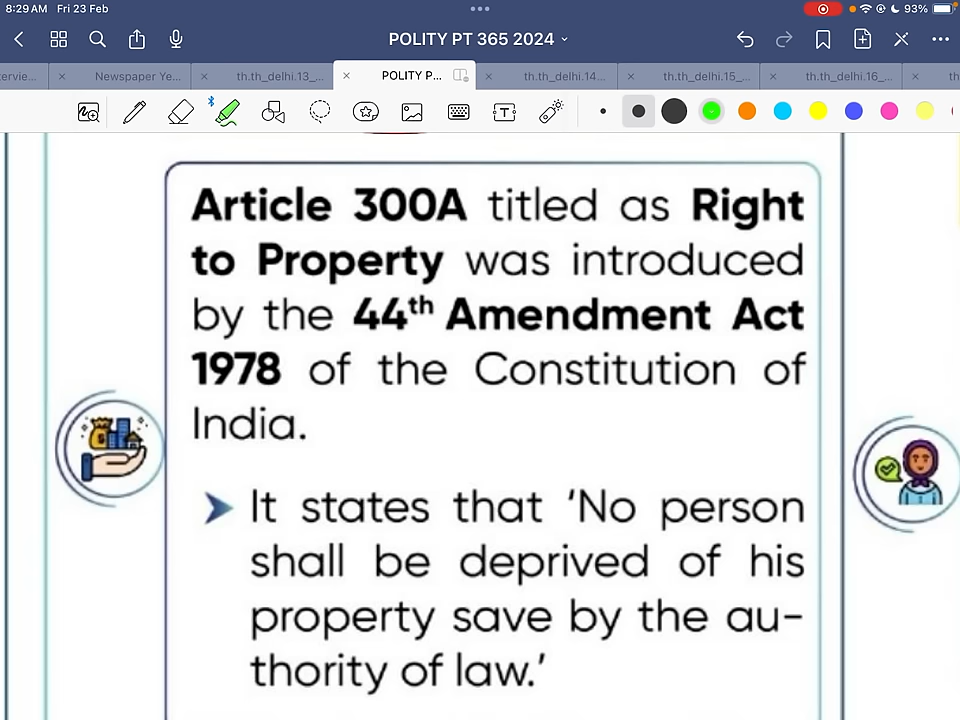 8:29 AM Fri 23 Feb
93%
POLITY PT 365 2024
tervie...
Newspaper Ye...
th.th_delhi.13_...
POLITY P...
th.th_delhi.14...
th.th_delhi.15_...
th.th_delhi.16_...
th
Article 300A titled as Right
to Property was introduced
by the 44th Amendment Act
1978 of the Constitution of
India.
➤ It states that ‘No person
shall be deprived of his
property save by the au-
thority of law.’